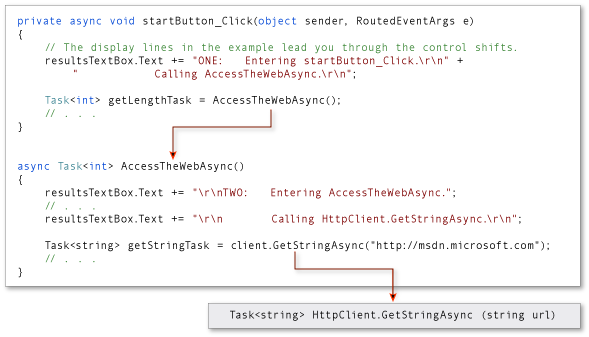 private async void startButton_Click(object sender, RoutedEventArgs e)
{
    // The display lines in the example lead you through the control shifts.
    resultsTextBox.Text += "ONE:   Entering startButton_Click.\r\n" +
        "           Calling AccessTheWebAsync.\r\n";
    Task<int> getLengthTask = AccessTheWebAsync();
    // . . .
}
async Task<int> AccessTheWebAsync()
{
    resultsTextBox.Text += "\r\nTWO:   Entering AccessTheWebAsync.";
    // . . .
    resultsTextBox.Text += "\r\n       Calling HttpClient.GetStringAsync.\r\n";
    Task<string> getStringTask = client.GetStringAsync("http://msdn.microsoft.com");
    // . . .
}
Task<string> HttpClient.GetStringAsync (string url)